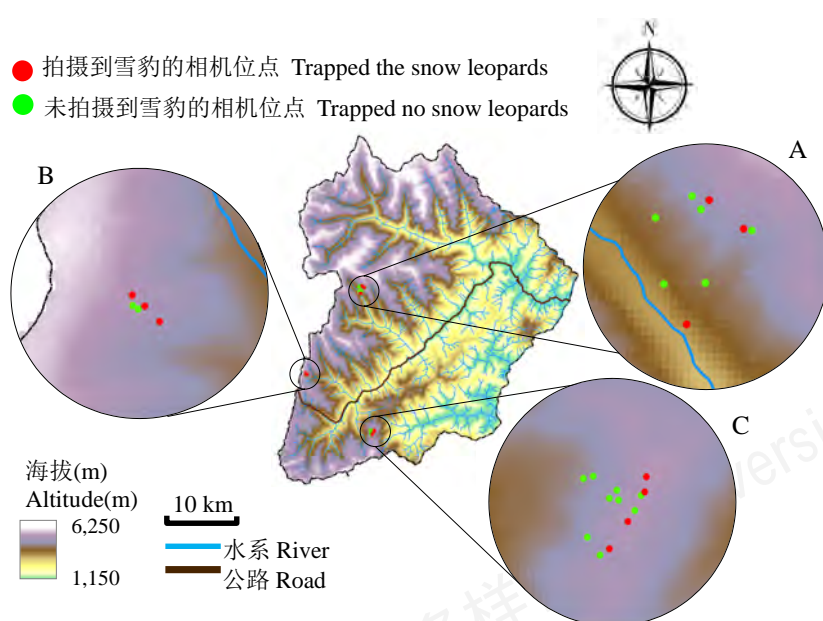 N
拍摄到雪豹的相机位点 Trapped the snow leopards
未拍摄到雪豹的相机位点 Trapped no snow leopards
A
B
C
海拔(m)
Altitude(m)
6,250
1,150
10 km
水系 River
公路 Road